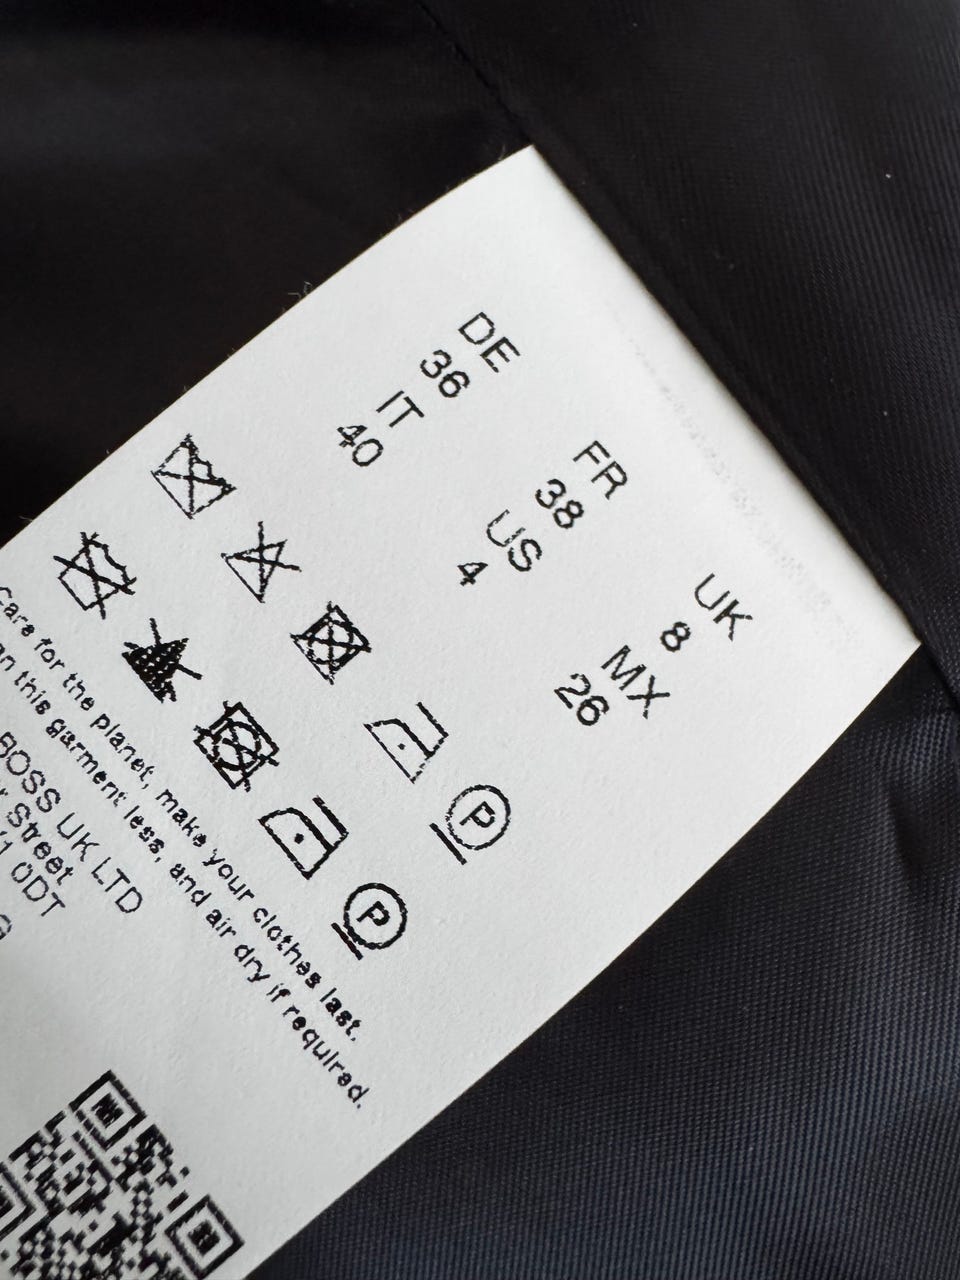 DE FR UK
36 38 8
IT US MX
40 4 26
P
P
Care for the planet, make your clothes last.
this garment less, and air dry if required.
BOSS UK LTD
Street
0DT